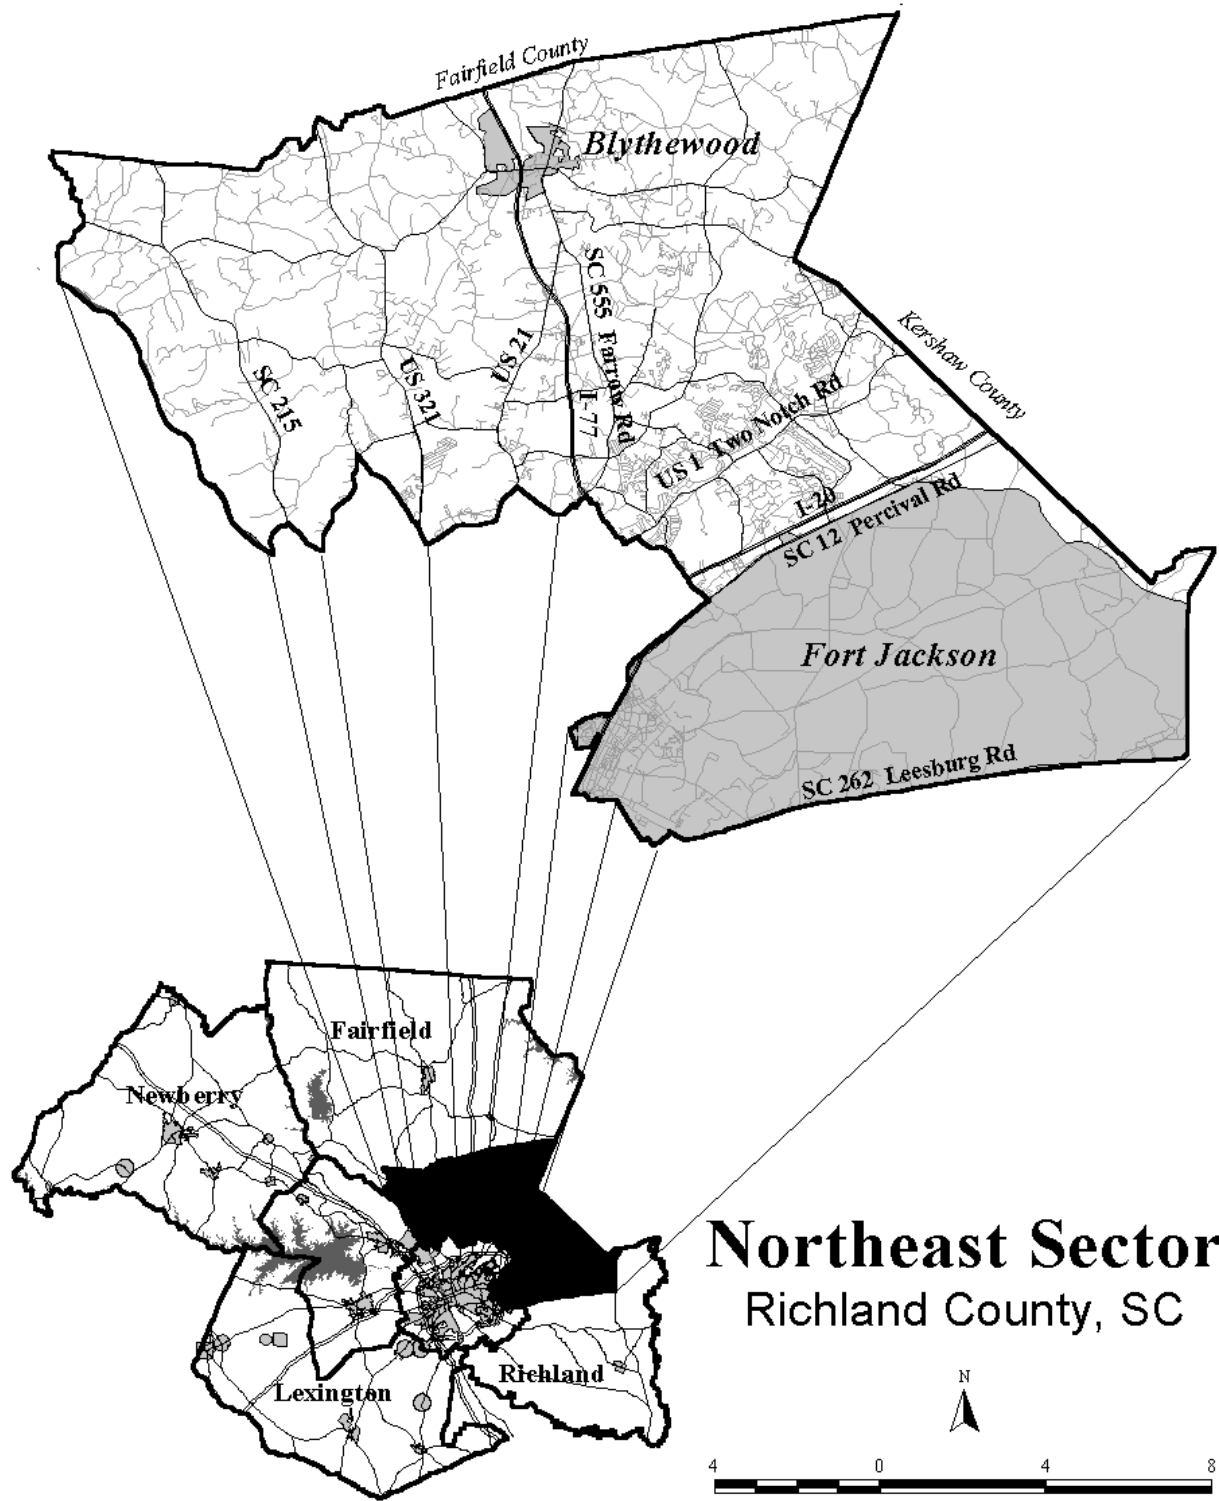 Fairfield County
Blythewood
SC 555 Farrow Rd
Kershaw County
US 21
SC 215
US 321
I-77
US 1 Two Notch Rd
I-20
SC 12 Percival Rd
Fort Jackson
SC 262 Leesburg Rd
Fairfield
Newberry
Northeast Sector
Richland County, SC
Richland
Lexington
N
4 0 4 8